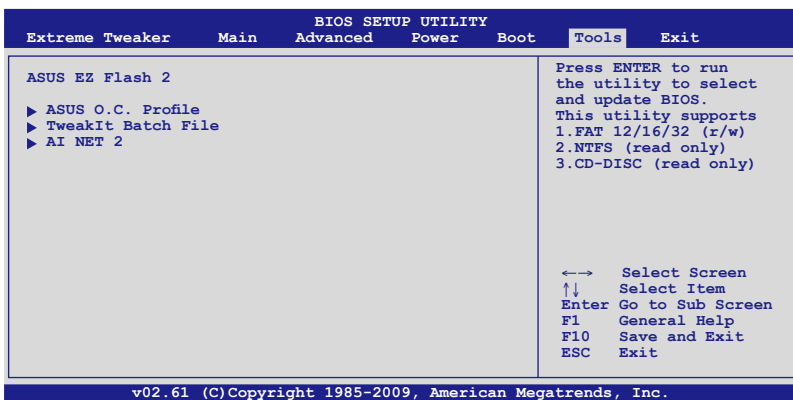 BIOS SETUP UTILITY
Extreme Tweaker Main Advanced Power Boot Tools Exit
ASUS EZ Flash 2
ASUS O.C. Profile
TweakIt Batch File
AI NET 2
Press ENTER to run
the utility to select
and update BIOS.
This utility supports
1.FAT 12/16/32 (r/w)
2.NTFS (read only)
3.CD-DISC (read only)
←→ Select Screen
↑↓ Select Item
Enter Go to Sub Screen
F1 General Help
F10 Save and Exit
ESC Exit
v02.61 (C)Copyright 1985-2009, American Megatrends, Inc.